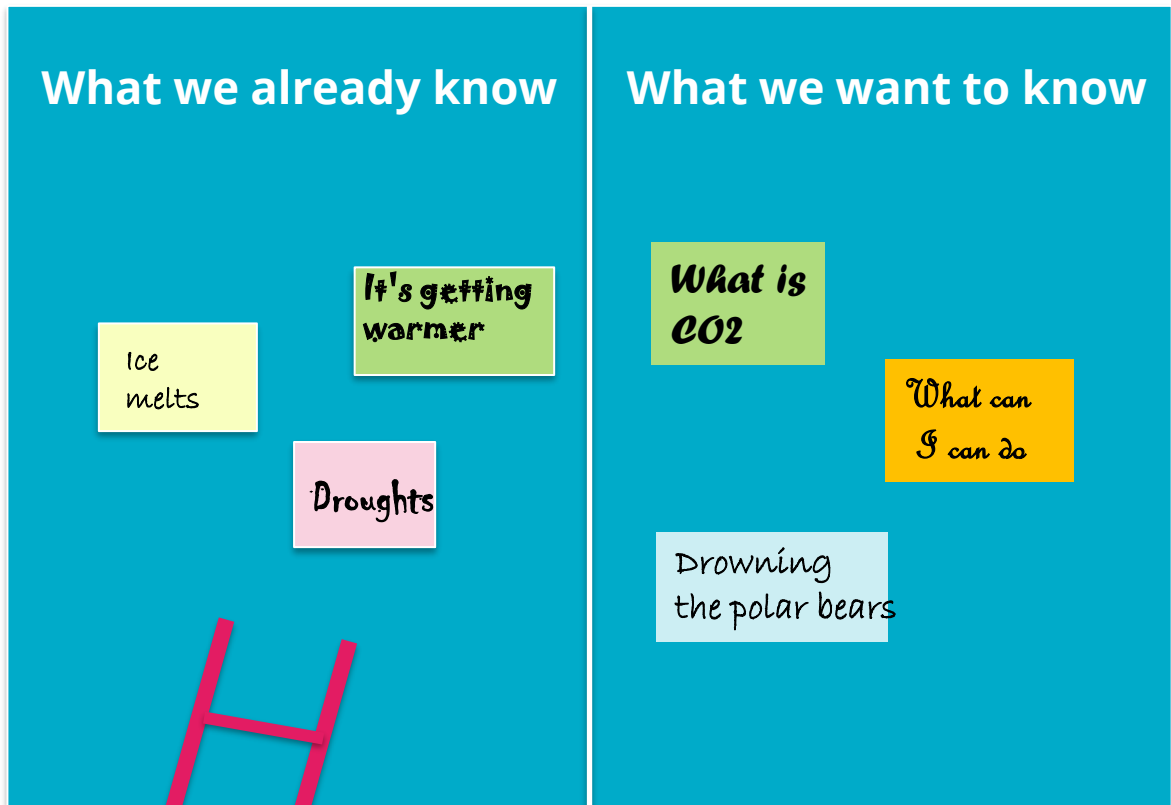 What we already know
It's getting
warmer
Ice
melts
Droughts
What we want to know
What is
CO2
What can
I can do
Drowning
the polar bears